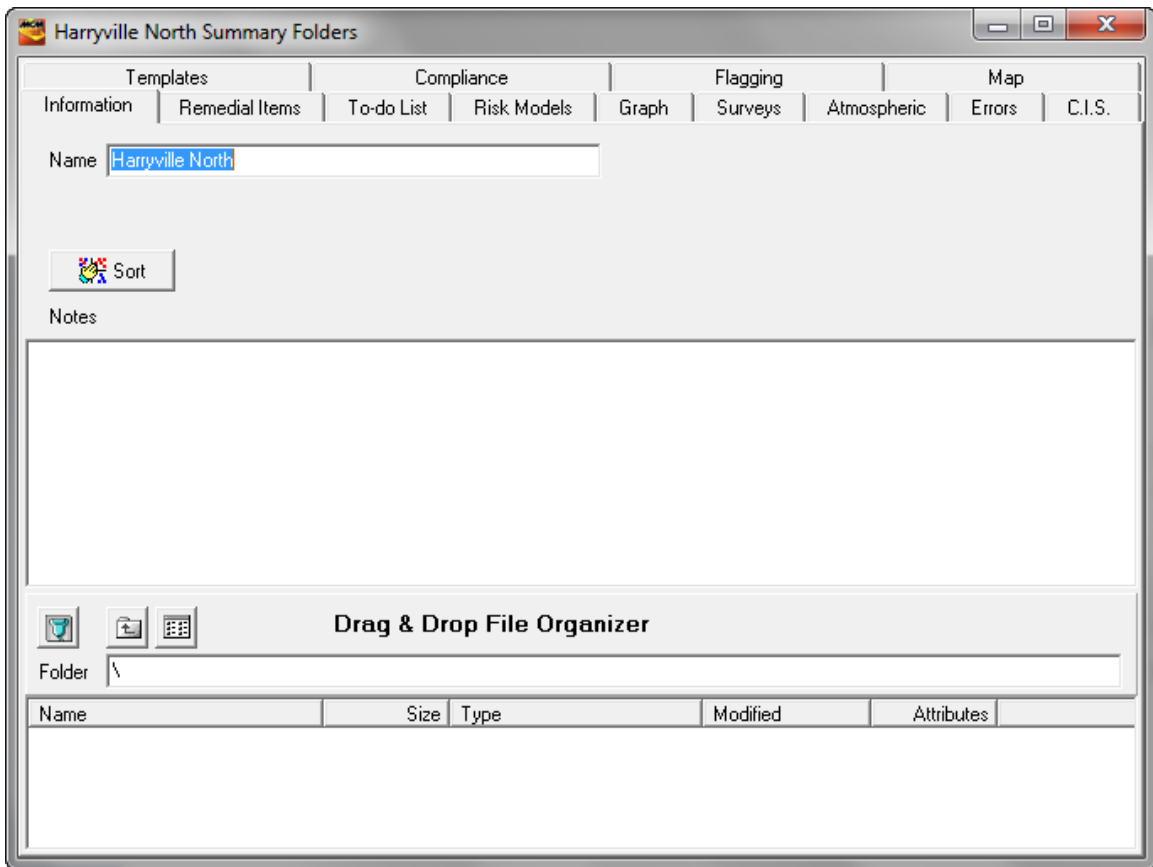 MCM Harryville North Summary Folders
Templates Compliance Flagging Map
Information Remedial Items To-do List Risk Models Graph Surveys Atmospheric Errors C.I.S.
Name Harryville North
Sort
Notes
Drag & Drop File Organizer
Folder \
Name Size Type Modified Attributes